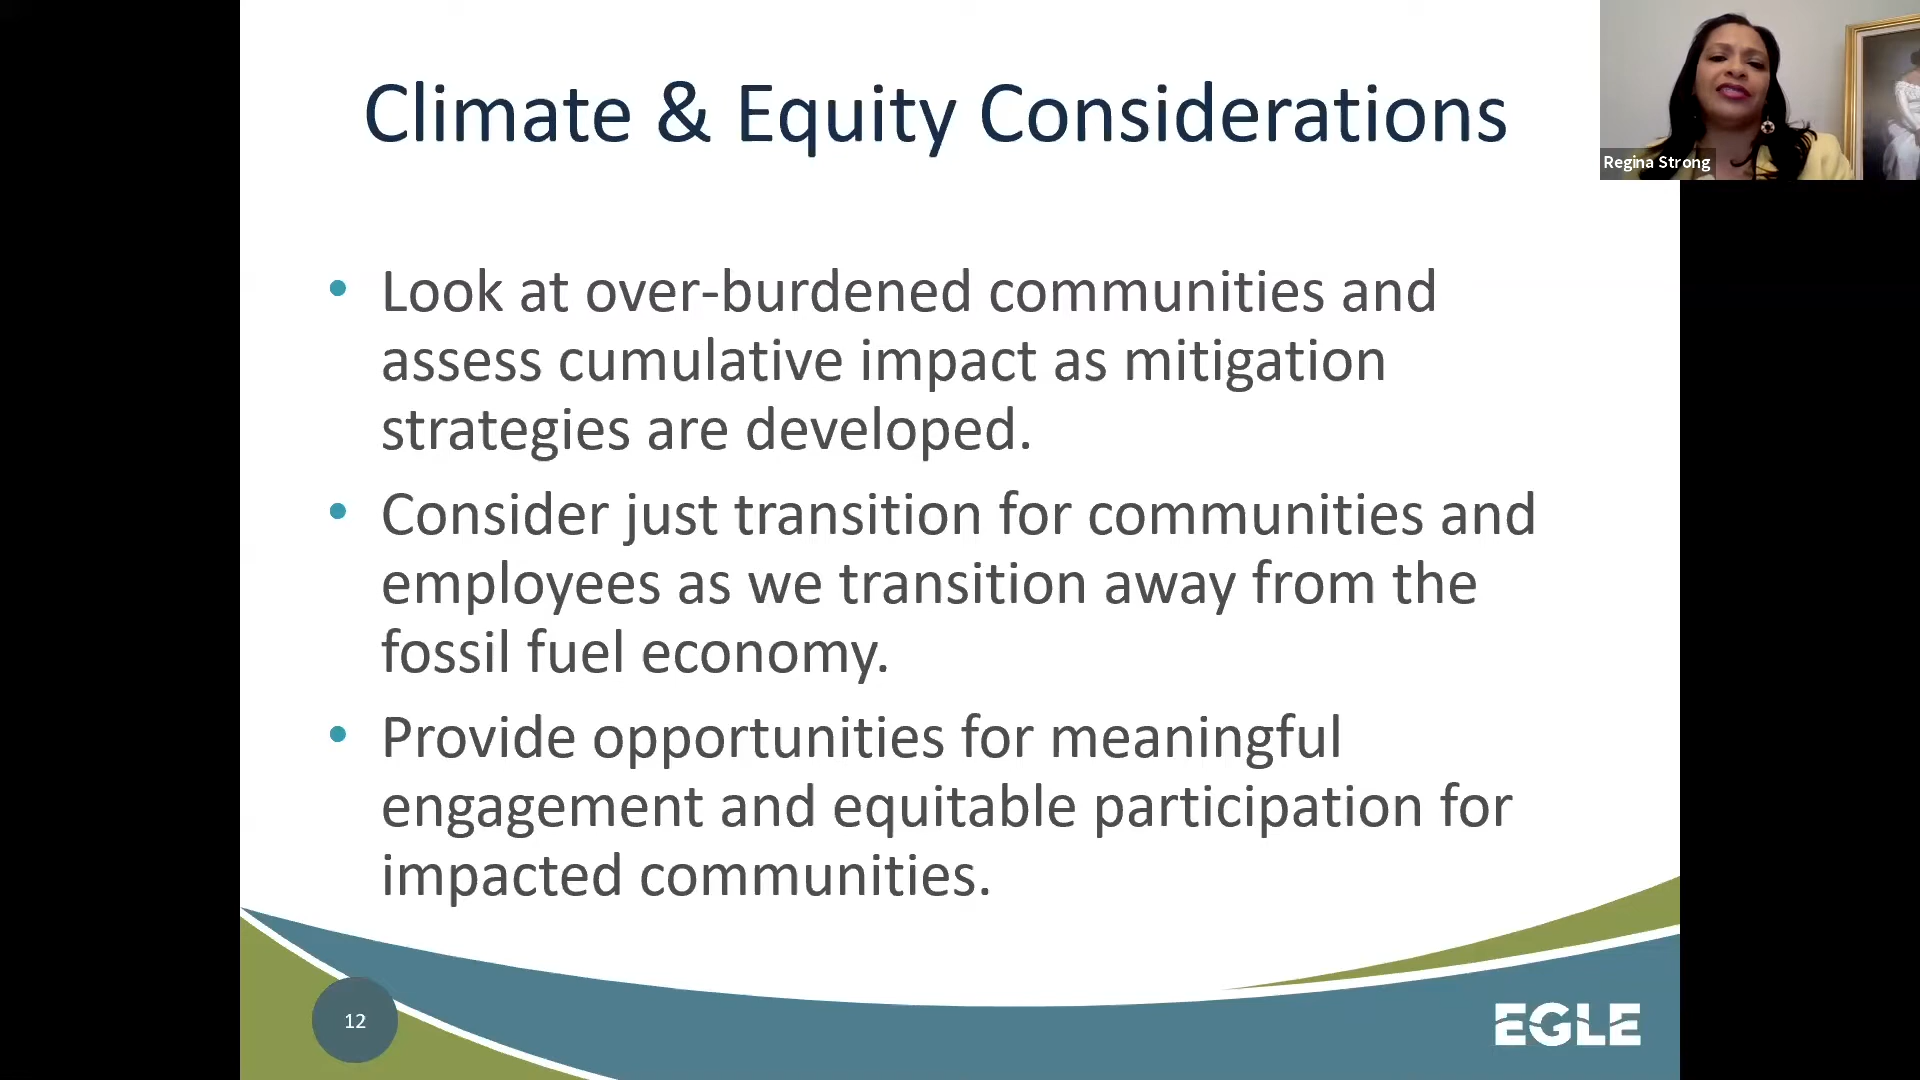 Climate & Equity Considerations
Regina Strong
• Look at over-burdened communities and
assess cumulative impact as mitigation
strategies are developed.
• Consider just transition for communities and
employees as we transition away from the
fossil fuel economy.
• Provide opportunities for meaningful
engagement and equitable participation for
impacted communities.
12
EGLE